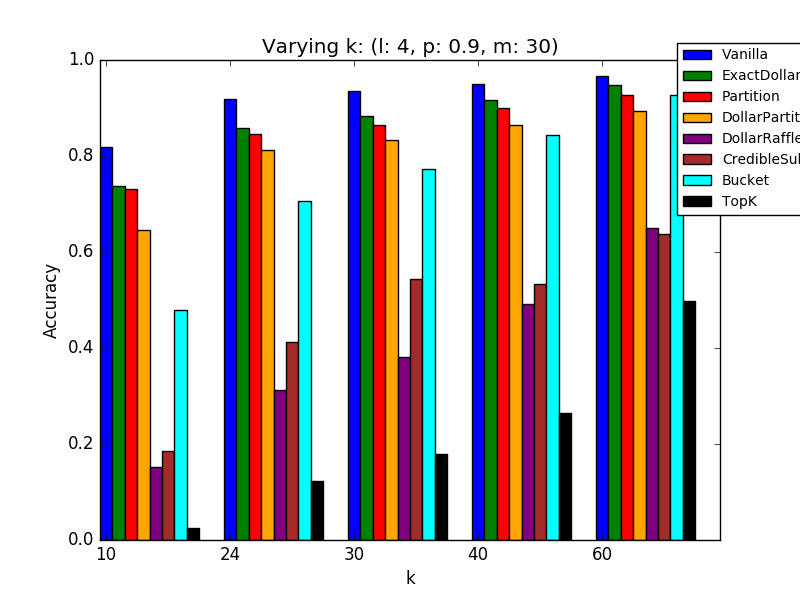 Varying k: (l: 4, p: 0.9, m: 30)
Vanilla
ExactDollar
Partition
DollarPartit
DollarRaffle
CredibleSu
Bucket
TopK
1.0
0.8
0.6
0.4
0.2
0.0
Accuracy
10 24 30 40 60
k